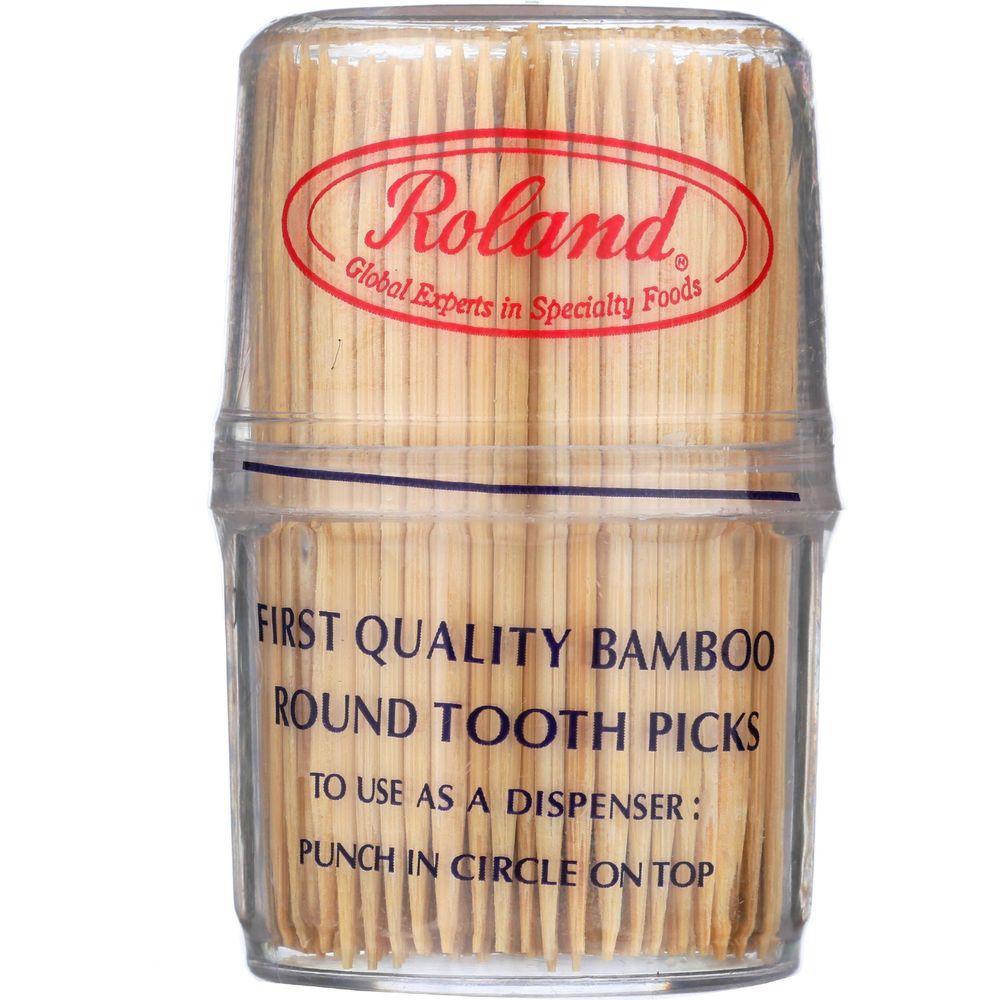 Roland®
Global Experts in Specialty Foods
FIRST QUALITY BAMBOO
ROUND TOOTH PICKS
TO USE AS A DISPENSER:
PUNCH IN CIRCLE ON TOP